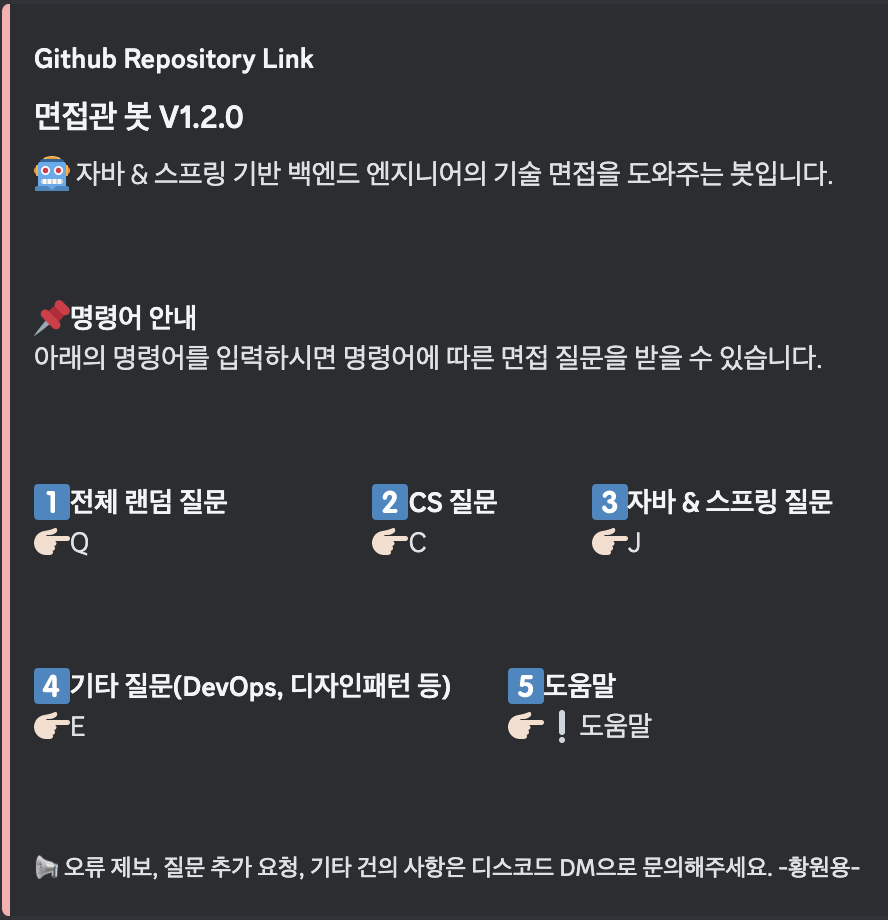 Github Repository Link
면접관 봇 V1.2.0
🤖 자바 & 스프링 기반 백엔드 엔지니어의 기술 면접을 도와주는 봇입니다.
📌명령어 안내
아래의 명령어를 입력하시면 명령어에 따른 면접 질문을 받을 수 있습니다.
1️⃣전체 랜덤 질문 2️⃣CS 질문 3️⃣자바 & 스프링 질문
👉🏻Q 👉🏻C 👉🏻J
4️⃣기타 질문(DevOps, 디자인패턴 등) 5️⃣도움말
👉🏻E 👉🏻❕도움말
📢 오류 제보, 질문 추가 요청, 기타 건의 사항은 디스코드 DM으로 문의해주세요. -황원용-